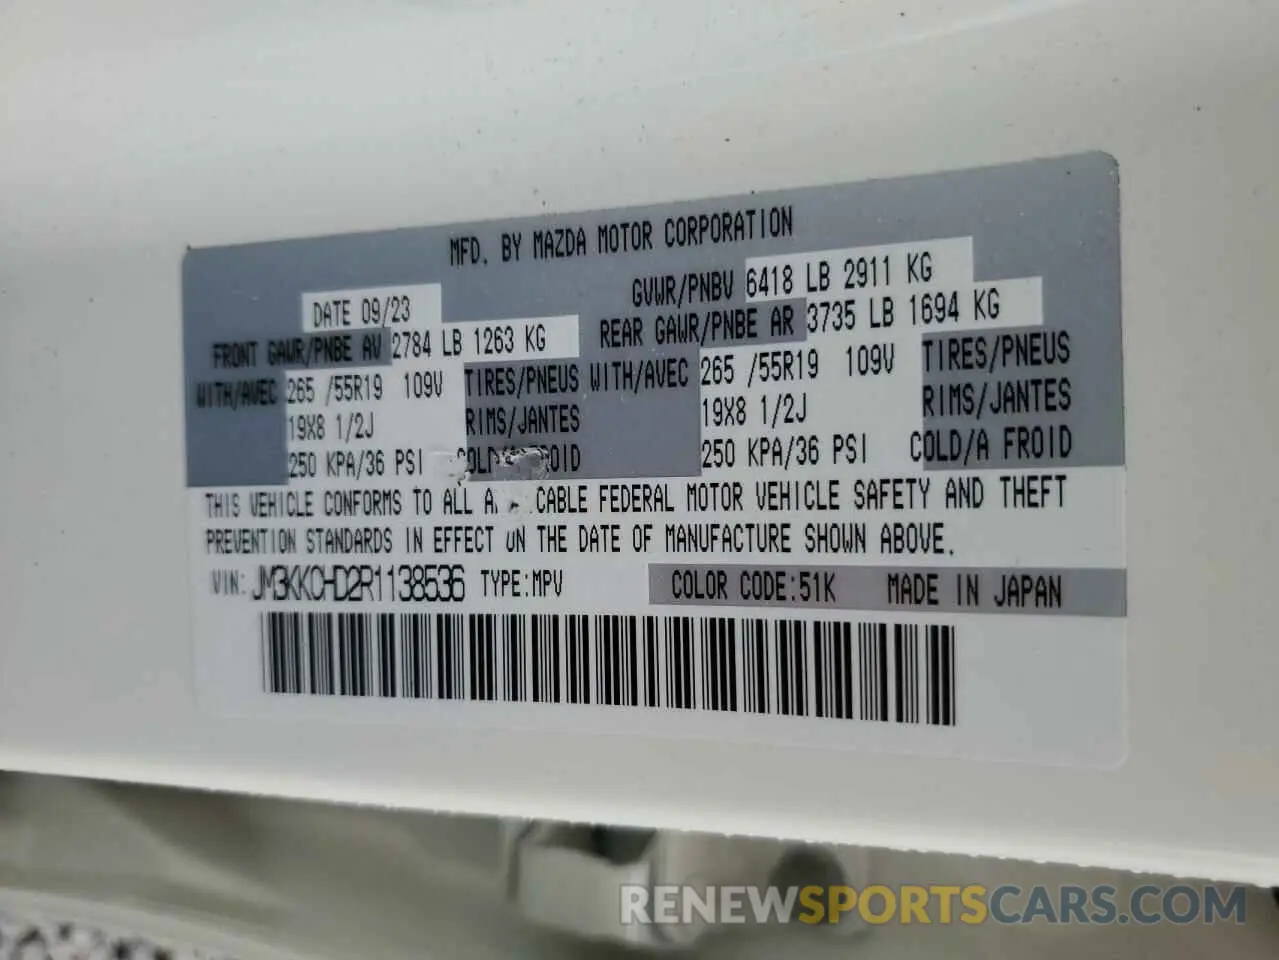 MFD. BY MAZDA MOTOR CORPORATION
DATE 09/23 GVWR/PNBV 6418 LB 2911 KG
FRONT GAWR/PNBE AV 2784 LB 1263 KG REAR GAWR/PNBE AR 3735 LB 1694 KG
WITH/AVEC 265 /55R19 109V TIRES/PNEUS WITH/AVEC 265 /55R19 109V TIRES/PNEUS
19X8 1/2J RIMS/JANTES 19X8 1/2J RIMS/JANTES
250 KPA/36 PSI COLD/A FROID 250 KPA/36 PSI COLD/A FROID
THIS VEHICLE CONFORMS TO ALL CABLE FEDERAL MOTOR VEHICLE SAFETY AND THEFT
PREVENTION STANDARDS IN EFFECT ON THE DATE OF MANUFACTURE SHOWN ABOVE.
VIN: JM3KKCHD2R1138536 TYPE:MPV COLOR CODE:51K MADE IN JAPAN
RENEWSPORTSCARS.COM